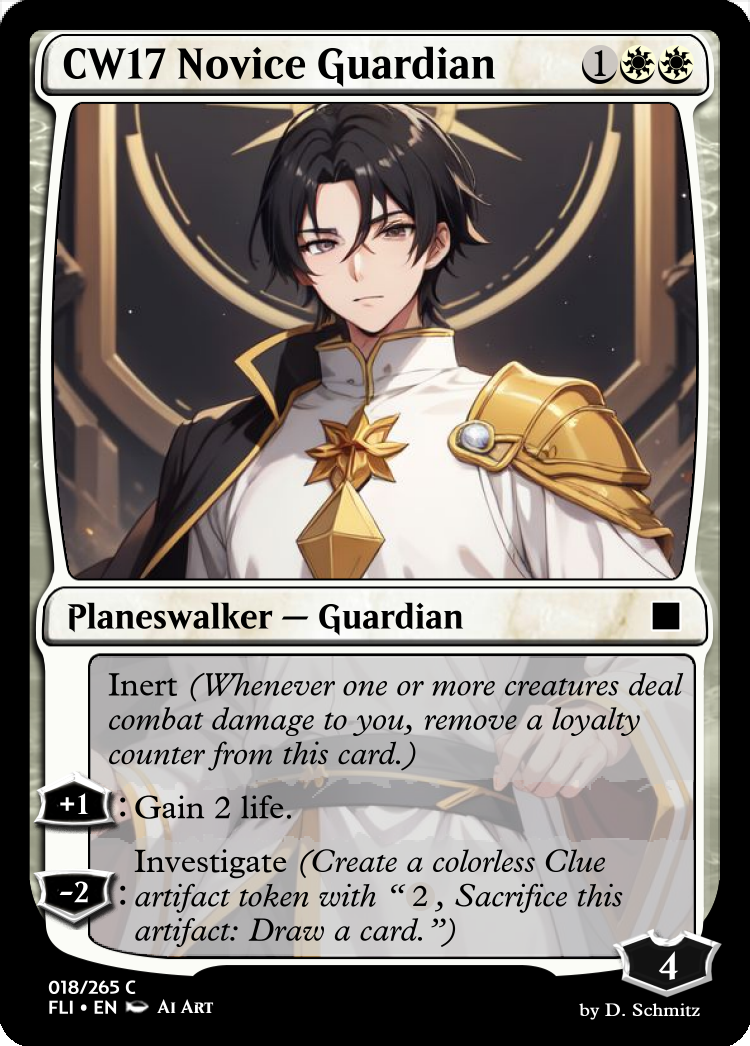 CW17 Novice Guardian 1
Planeswalker — Guardian
Inert (Whenever one or more creatures deal
combat damage to you, remove a loyalty
counter from this card.)
+1 : Gain 2 life.
Investigate (Create a colorless Clue
−2 : artifact token with “ 2 , Sacrifice this
artifact: Draw a card.”)
4
018/265 C
FLI • EN AI ART
by D. Schmitz